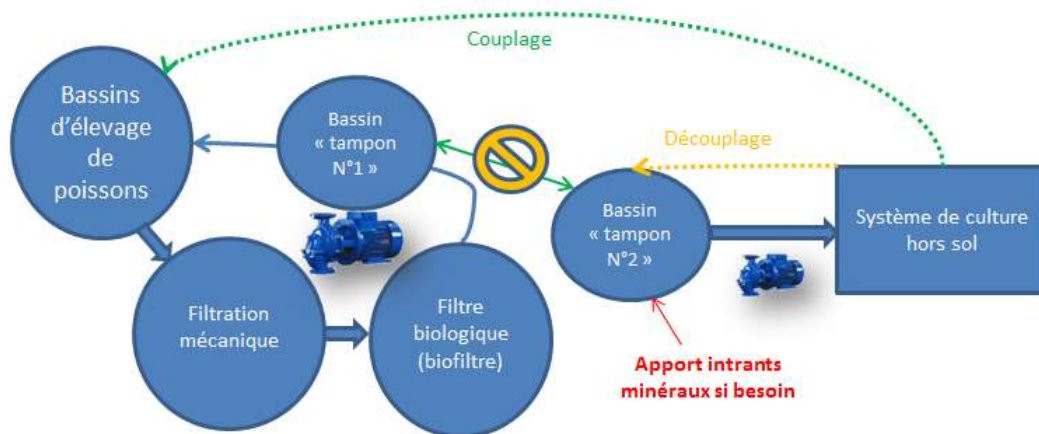 Couplage
Bassins
d'élevage
de
poissons
Bassin
« tampon
N°1 »
Découplage
Bassin
« tampon
N°2 »
Système de culture
hors sol
Filtration
mécanique
Filtre
biologique
(biofiltre)
Apport intrants
minéraux si besoin